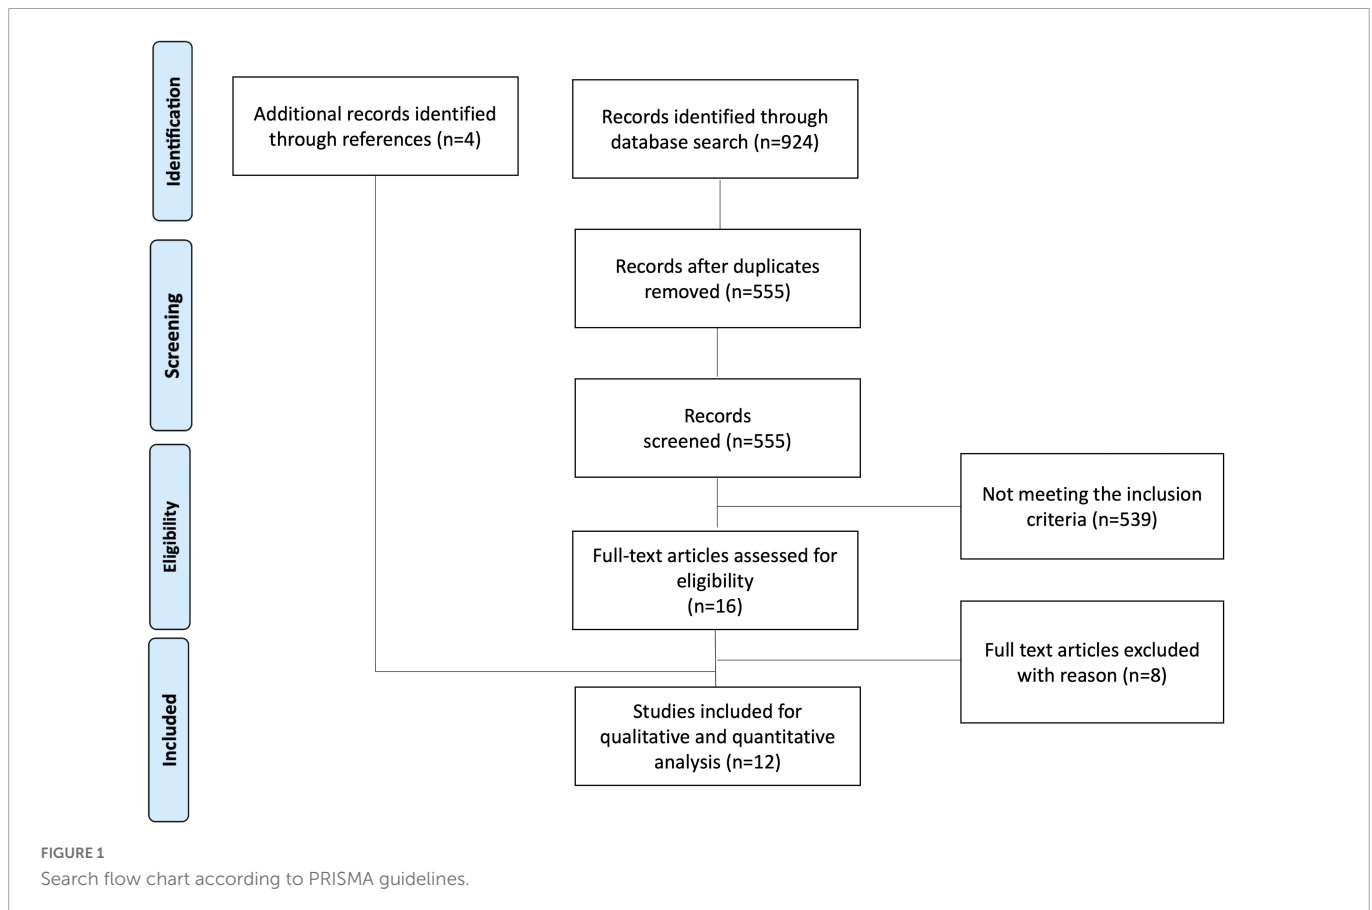 Identification
Additional records identified
through references (n=4)
Records identified through
database search (n=924)
Screening
Records after duplicates
removed (n=555)
Records
screened (n=555)
Eligibility
Not meeting the inclusion
criteria (n=539)
Full-text articles assessed for
eligibility
(n=16)
Full text articles excluded
with reason (n=8)
Included
Studies included for
qualitative and quantitative
analysis (n=12)
FIGURE 1
Search flow chart according to PRISMA guidelines.